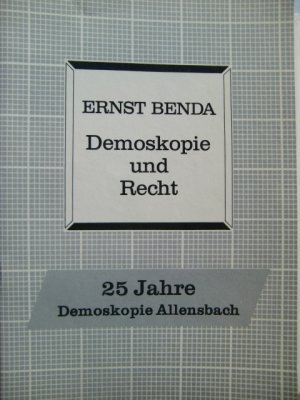 ERNST BENDA
Demoskopie
und
Recht
25 Jahre
Demoskopie Allensbach